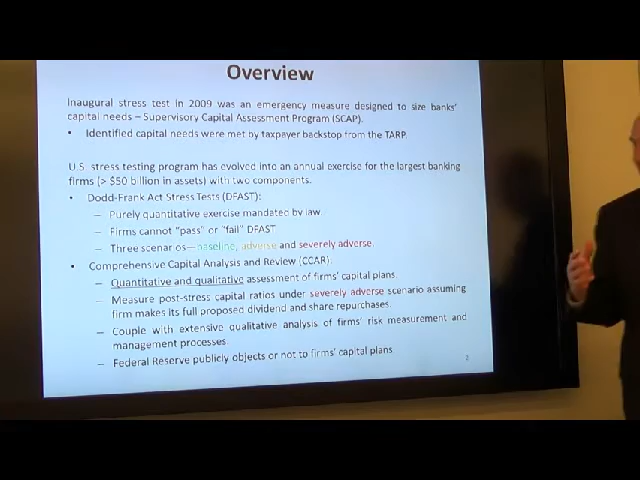 Overview
Inaugural stress test in 2009 was an emergency measure designed to size banks'
capital needs – Supervisory Capital Assessment Program (SCAP)
• Identified capital needs were met by taxpayer backstop from the TARP.
U.S. stress testing program has evolved into an annual exercise for the largest banking
firms (> $50 billion in assets) with two components.
• Dodd-Frank Act Stress Tests (DFAST):
– Purely quantitative exercise mandated by law.
– Firms cannot "pass" or "fail" DFAST
– Three scenarios—baseline, adverse and severely adverse.
• Comprehensive Capital Analysis and Review (CCAR):
– Quantitative and qualitative assessment of firms' capital plans.
– Measure post-stress capital ratios under severely adverse scenario assuming
firm makes its full proposed dividend and share repurchases.
– Couple with extensive qualitative analysis of firms' risk measurement and
management processes.
– Federal Reserve publicly objects or not to firms' capital plans
2